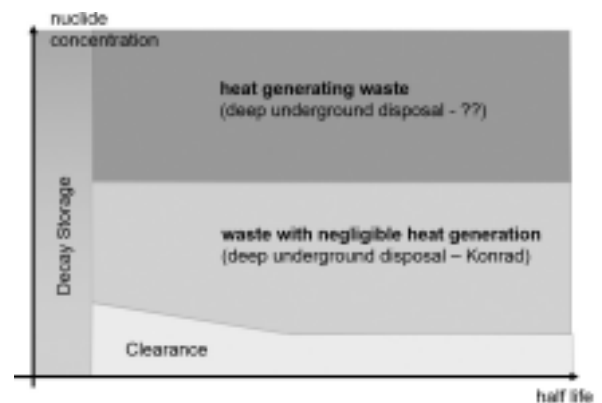 nuclide
concentration
heat generating waste
(deep underground disposal - ??)
Decay Storage
waste with negligible heat generation
(deep underground disposal – Konrad)
Clearance
half life